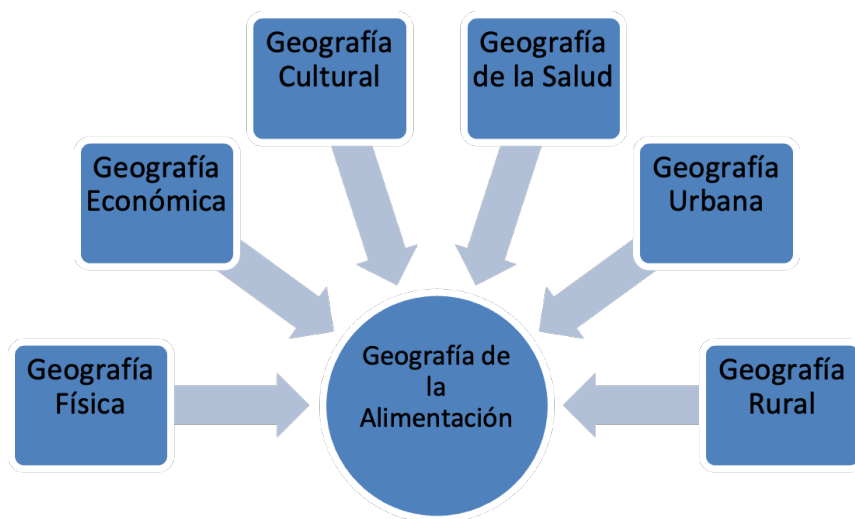 Geografía
Cultural
Geografía
de la Salud
Geografía
Económica
Geografía
Urbana
Geografía
Física
Geografía de
la
Alimentación
Geografía
Rural